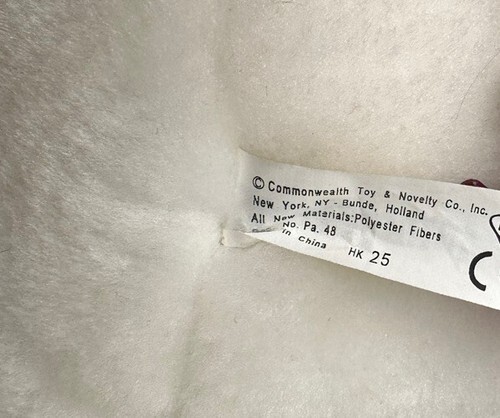 © Commonwealth Toy & Novelty Co., Inc.
New York, NY - Bunde, Holland
All New Materials:Polyester Fibers
No. Pa. 48
in China HK 25
C